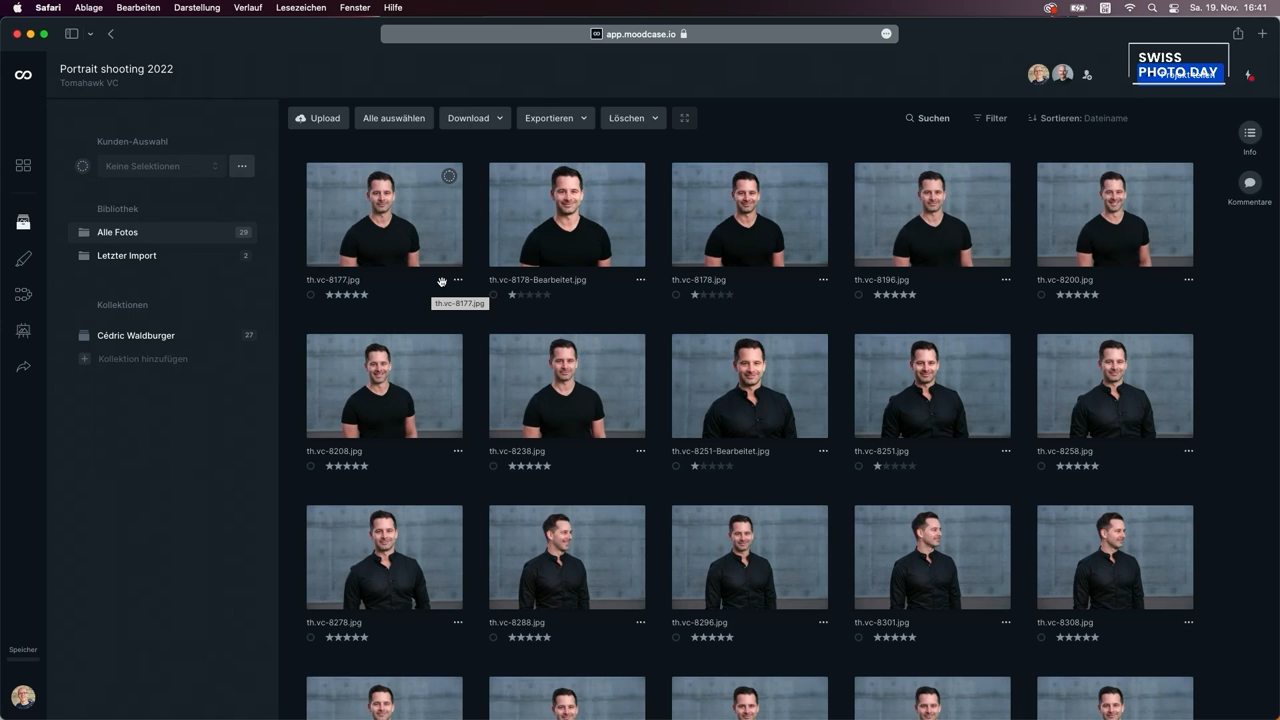 Safari Ablage Bearbeiten Darstellung Verlauf Lesezeichen Fenster Hilfe Sa. 19. Nov. 16:41
app.moodcase.io
Portrait shooting 2022
Tomahawk VC
SWISS
PHOTO DAY
Upload Alle auswählen Download Exportieren Löschen Suchen Filter Sortieren: Dateiname
Info
Kommentare
Kunden-Auswahl
Keine Selektionen
Bibliothek
Alle Fotos 29
Letzter Import 2
Kollektionen
Cédric Waldburger 27
Kollektion hinzufügen
Speicher
th.vc-8177.jpg th.vc-8178-Bearbeitet.jpg th.vc-8178.jpg th.vc-8196.jpg th.vc-8200.jpg
th.vc-8177.jpg
th.vc-8208.jpg th.vc-8238.jpg th.vc-8251-Bearbeitet.jpg th.vc-8251.jpg th.vc-8258.jpg
th.vc-8278.jpg th.vc-8288.jpg th.vc-8296.jpg th.vc-8301.jpg th.vc-8308.jpg